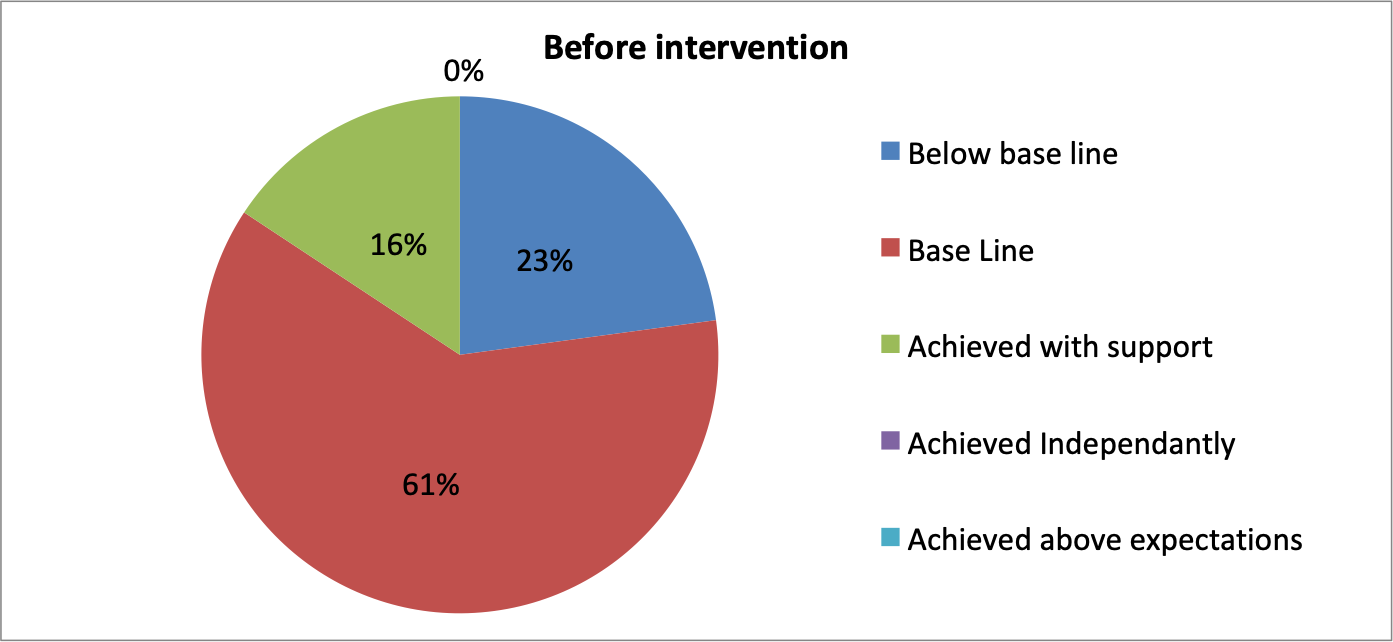 Before intervention
0%
16%
23%
61%
Below base line
Base Line
Achieved with support
Achieved Independantly
Achieved above expectations